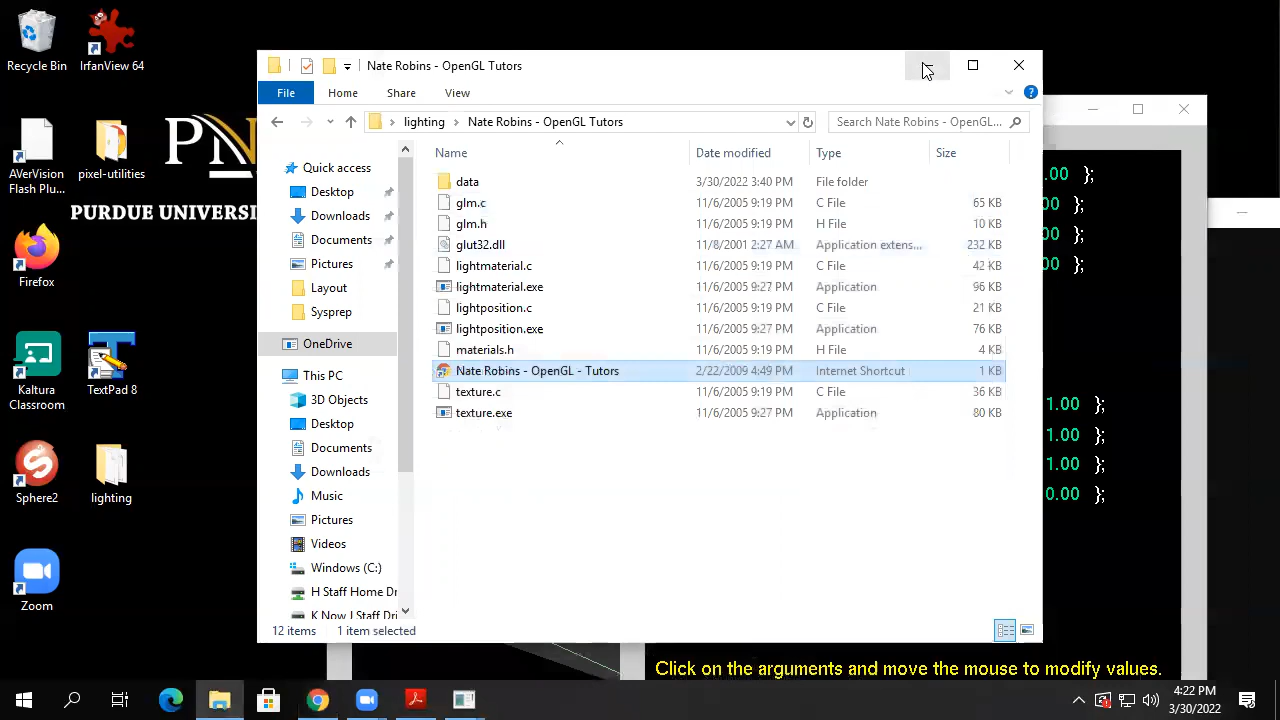 Recycle Bin
IrfanView 64
AVerVision
Flash Plu...
pixel-utilities
PN
PURDUE UNIVERSI
Firefox
Kaltura
Classroom
TextPad 8
Sphere2
lighting
Zoom
Nate Robins - OpenGL Tutors
File
Home
Share
View
lighting
Nate Robins - OpenGL Tutors
Search Nate Robins - OpenGL...
Quick access
Desktop
Downloads
Documents
Pictures
Layout
Sysprep
OneDrive
This PC
3D Objects
Desktop
Documents
Downloads
Music
Pictures
Videos
Windows (C:)
H Staff Home Dr
K Now J Staff Dri
Name Date modified Type Size
data 3/30/2022 3:40 PM File folder
glm.c 11/6/2005 9:19 PM C File 65 KB
glm.h 11/6/2005 9:19 PM H File 10 KB
glut32.dll 11/8/2001 2:27 AM Application extens... 232 KB
lightmaterial.c 11/6/2005 9:19 PM C File 42 KB
lightmaterial.exe 11/6/2005 9:27 PM Application 96 KB
lightposition.c 11/6/2005 9:19 PM C File 21 KB
lightposition.exe 11/6/2005 9:27 PM Application 76 KB
materials.h 11/6/2005 9:19 PM H File 4 KB
Nate Robins - OpenGL - Tutors 2/22/2009 4:49 PM Internet Shortcut 1 KB
texture.c 11/6/2005 9:19 PM C File 36 KB
texture.exe 11/6/2005 9:27 PM Application 80 KB
12 items 1 item selected
.00 };
00 };
00 };
00 };
1.00 };
1.00 };
1.00 };
0.00 };
Click on the arguments and move the mouse to modify values.
4:22 PM
3/30/2022